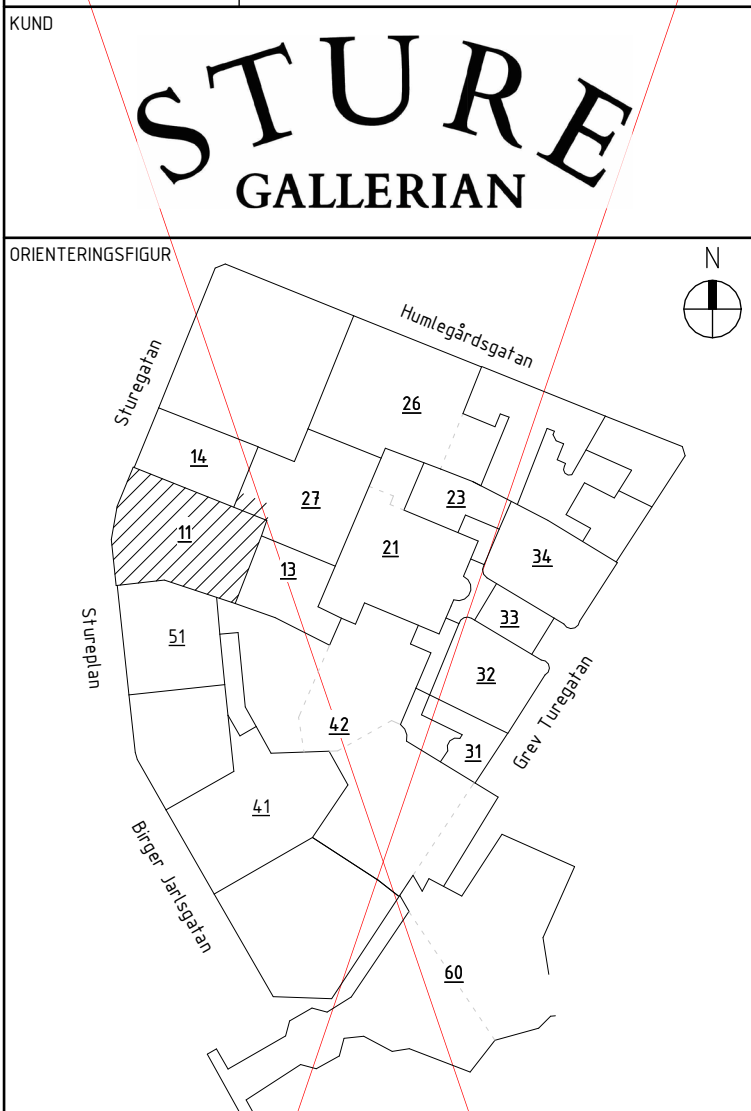 KUND
STURE
GALLERIAN
ORIENTERINGSFIGUR
N
Humlegårdsgatan
Sturegatan
26
14
27
23
11
21
34
13
33
Stureplan
51
32
Grev Turegatan
42
31
41
Birger Jarlsgatan
60